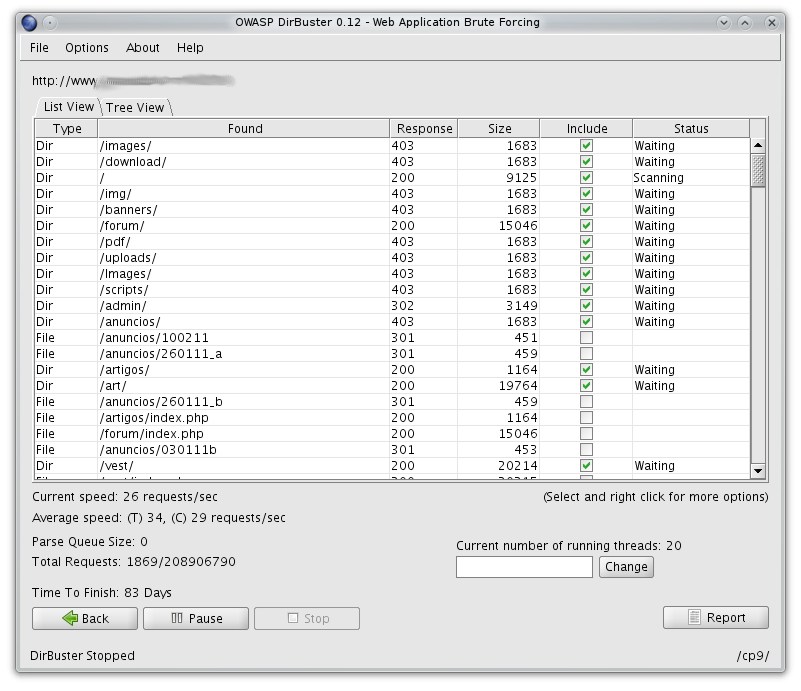 OWASP DirBuster 0.12 - Web Application Brute Forcing
File Options About Help
http://www
List View Tree View
Type Found Response Size Include Status
Dir /images/ 403 1683 Waiting
Dir /download/ 403 1683 Waiting
Dir / 200 9125 Scanning
Dir /img/ 403 1683 Waiting
Dir /banners/ 403 1683 Waiting
Dir /forum/ 200 15046 Waiting
Dir /pdf/ 403 1683 Waiting
Dir /uploads/ 403 1683 Waiting
Dir /Images/ 403 1683 Waiting
Dir /scripts/ 403 1683 Waiting
Dir /admin/ 302 3149 Waiting
Dir /anuncios/ 403 1683 Waiting
File /anuncios/100211 301 451
File /anuncios/260111_a 301 459
Dir /artigos/ 200 1164 Waiting
Dir /art/ 200 19764 Waiting
File /anuncios/260111_b 301 459
File /artigos/index.php 200 1164
File /forum/index.php 200 15046
File /anuncios/030111b 301 453
Dir /vest/ 200 20214 Waiting
Current speed: 26 requests/sec (Select and right click for more options)
Average speed: (T) 34, (C) 29 requests/sec
Parse Queue Size: 0
Current number of running threads: 20
Total Requests: 1869/208906790
Change
Time To Finish: 83 Days
Back Pause Stop Report
DirBuster Stopped /cp9/